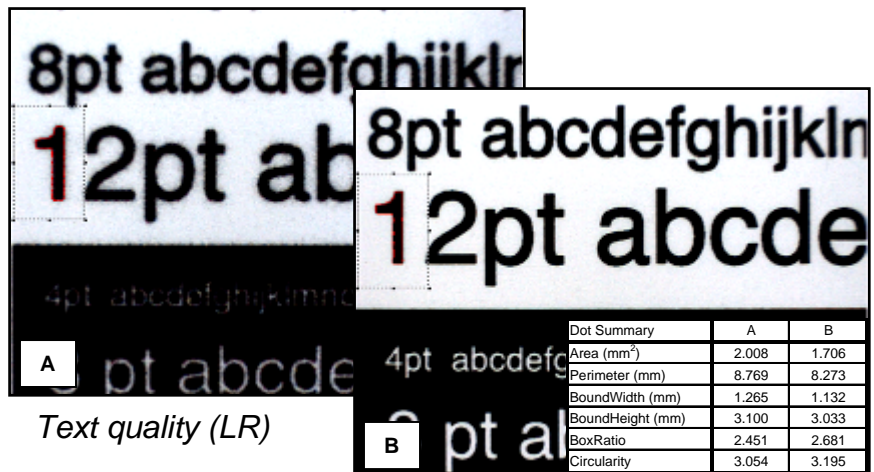 8pt abcdefghijkl
12pt ab
4pt abcdefghijklmn
pt abcde
A
Text quality (LR)
8pt abcdefghijkln
12pt abcde
4pt abcdefg
pt a
B
Dot Summary A B
Area (mm²) 2.008 1.706
Perimeter (mm) 8.769 8.273
BoundWidth (mm) 1.265 1.132
BoundHeight (mm) 3.100 3.033
BoxRatio 2.451 2.681
Circularity 3.054 3.195